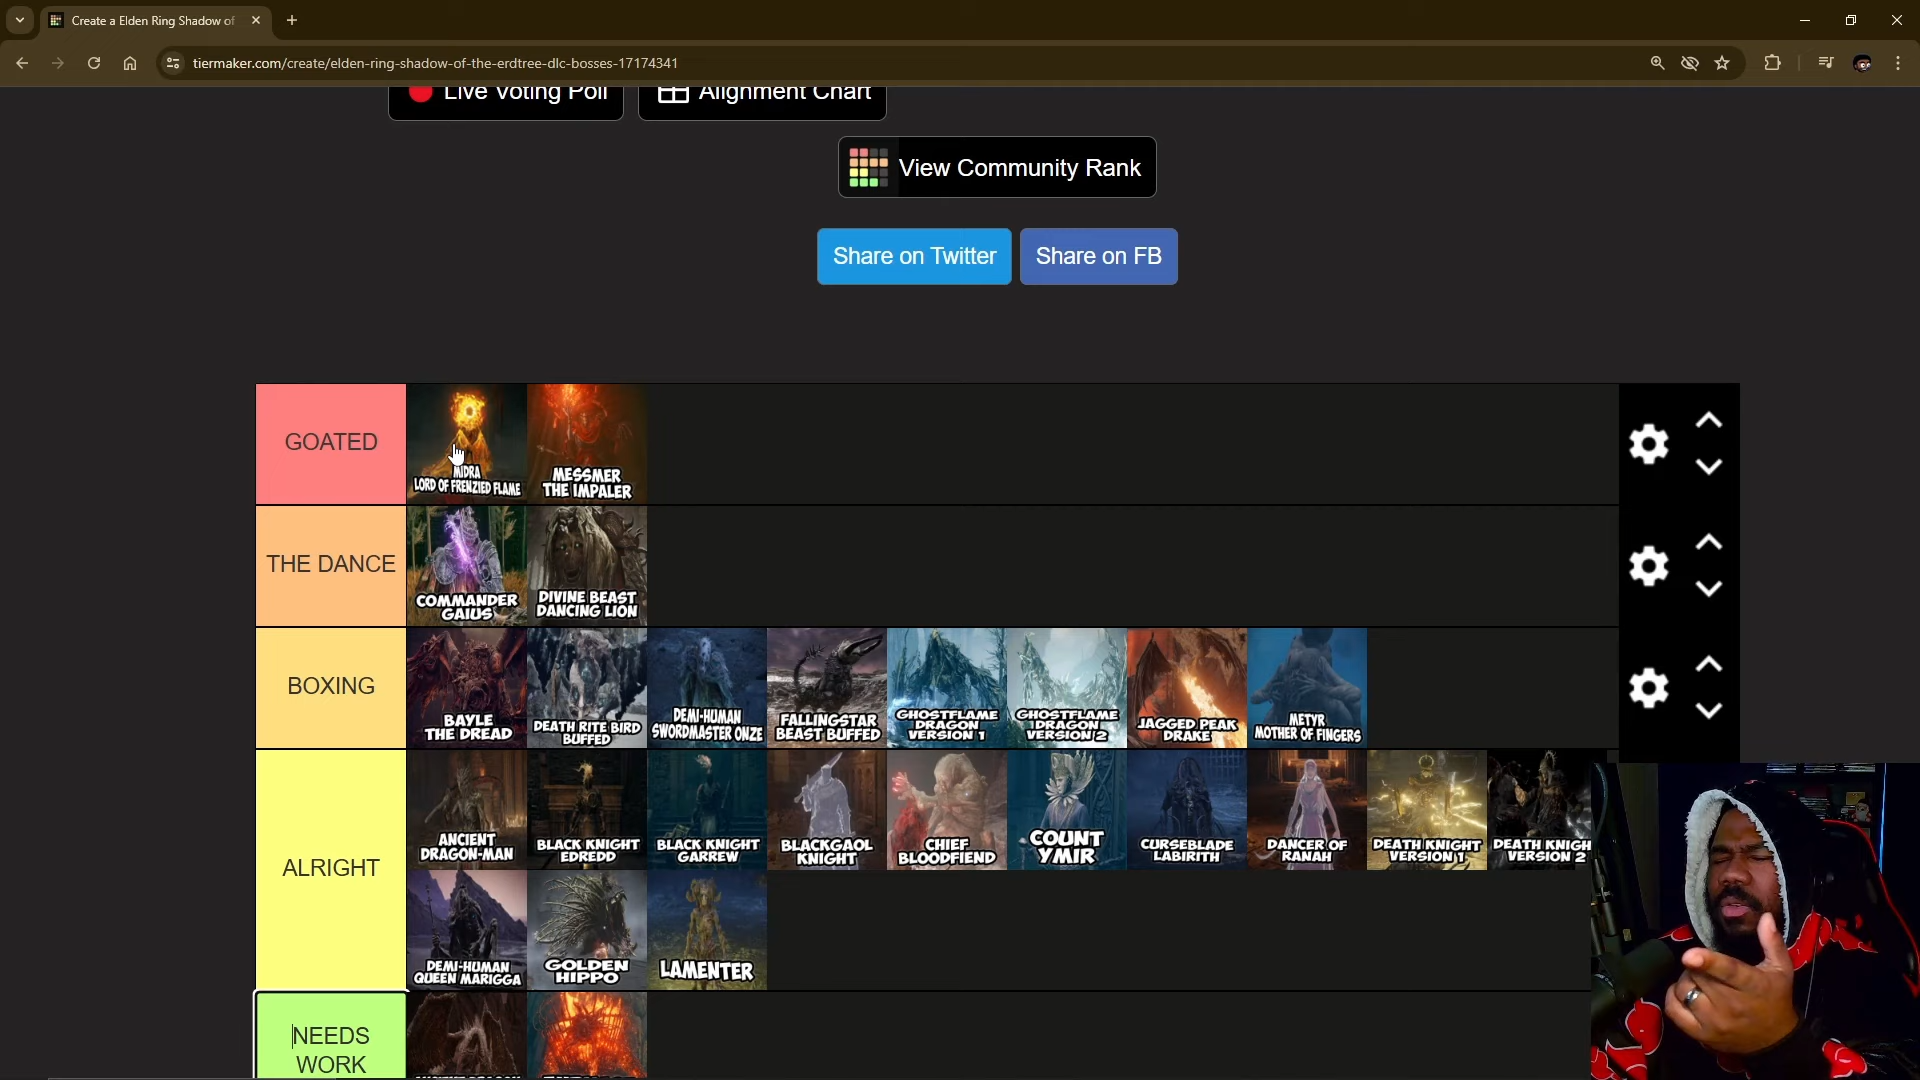 Create a Elden Ring Shadow of
tiermaker.com/create/elden-ring-shadow-of-the-erdtree-dlc-bosses-17174341
Live Voting Poll
Alignment Chart
View Community Rank
Share on Twitter
Share on FB
GOATED
MIDRA
LORD OF FRENZIED FLAME
MESSMER
THE IMPALER
THE DANCE
COMMANDER
GAIUS
DIVINE BEAST
DANCING LION
BOXING
BAYLE
THE DREAD
DEATH RITE BIRD
BUFFED
DEMI-HUMAN
SWORDMASTER ONZE
FALLINGSTAR
BEAST BUFFED
GHOSTFLAME
DRAGON
VERSION 1
GHOSTFLAME
DRAGON
VERSION 2
JAGGED PEAK
DRAKE
METYR
MOTHER OF FINGERS
ALRIGHT
ANCIENT
DRAGON-MAN
BLACK KNIGHT
EDREDD
BLACK KNIGHT
GARREW
BLACKGAOL
KNIGHT
CHIEF
BLOODFIEND
COUNT
YMIR
CURSEBLADE
LABIRITH
DANCER OF
RANAH
DEATH KNIGHT
VERSION 1
DEATH KNIGH
VERSION 2
DEMI-HUMAN
QUEEN MARIGGA
GOLDEN
HIPPO
LAMENTER
NEEDS
WORK